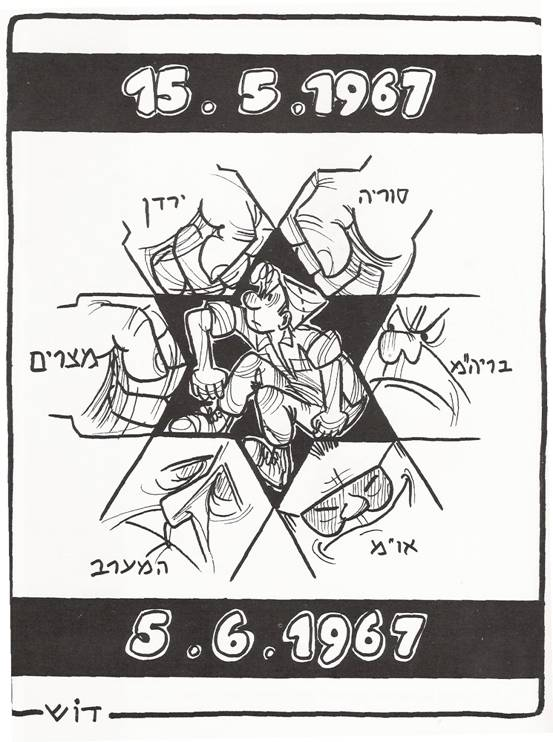 15.5.1967
ירדן
סוריה
מצרים
בריה"מ
המערב
או"מ
5.6.1967
דוש